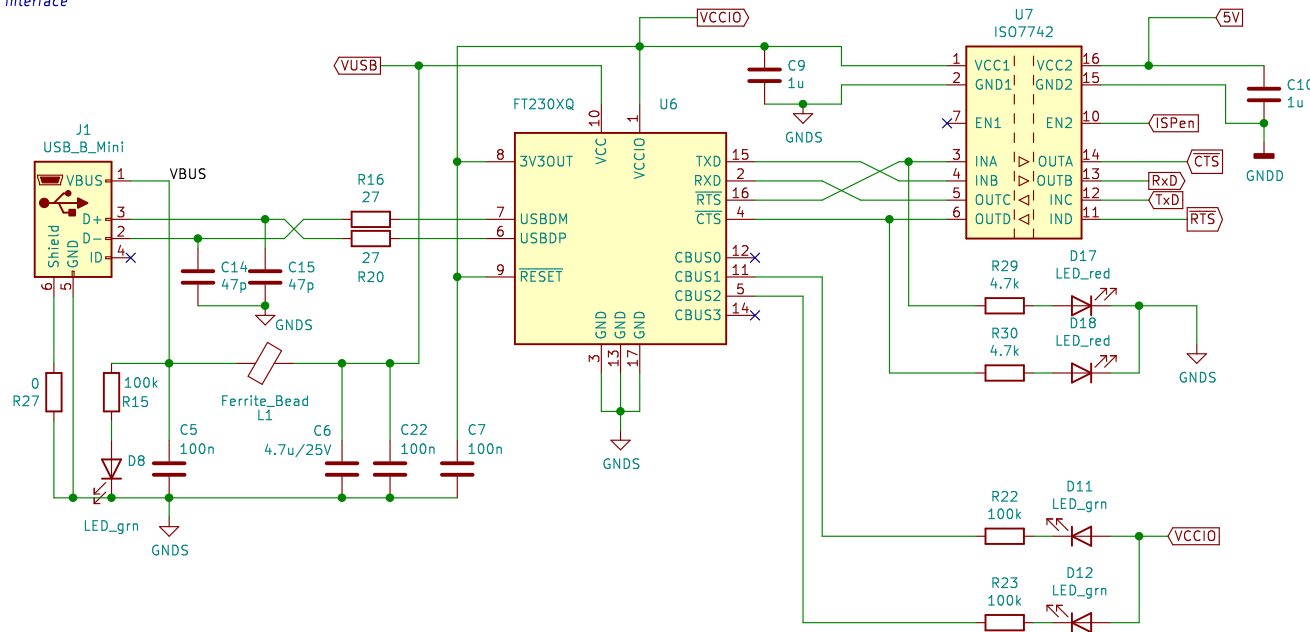 interface
VCCIO
5V
U7
ISO7742
VUSB
C9
1u
1 VCC1 VCC2 16
2 GND1 GND2 15
7 EN1 EN2 10
3 INA OUTA 14
4 INB OUTB 13
5 OUTC INC 12
6 OUTD IND 11
C10
1u
GNDS
ISPen
CTS
RxD
TxD
RTS
GNDD
FT230XQ
U6
10 VCC
1 VCCIO
8 3V3OUT
7 USBDM
6 USBDP
9 RESET
TXD 15
RXD 2
RTS 16
CTS 4
CBUS0 12
CBUS1 11
CBUS2 5
CBUS3 14
GND 3
GND 13
GND 17
GNDS
J1
USB_B_Mini
VBUS 1
D+ 3
D- 2
ID 4
Shield 6
GND 5
VBUS
R16
27
27
R20
C14
47p
C15
47p
GNDS
R29
4.7k
D17
LED_red
R30
4.7k
D18
LED_red
GNDS
0
R27
100k
R15
Ferrite_Bead
L1
D8
LED_grn
C5
100n
C6
4.7u/25V
C22
100n
C7
100n
GNDS
R22
100k
D11
LED_grn
VCCIO
R23
100k
D12
LED_grn